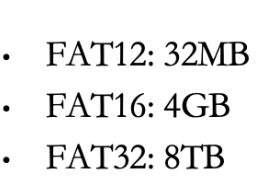 • FAT12: 32MB
• FAT16: 4GB
• FAT32: 8TB